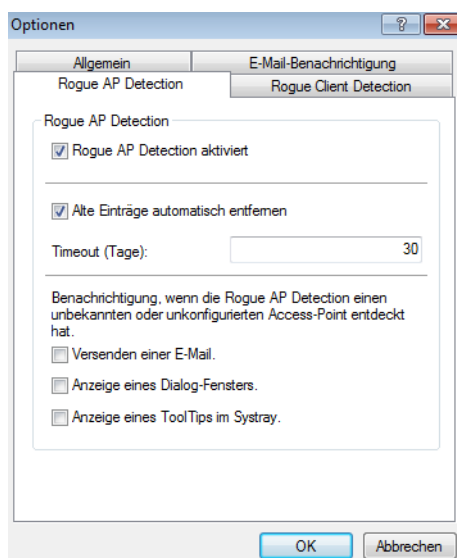 Optionen
Allgemein
E-Mail-Benachrichtigung
Rogue AP Detection
Rogue Client Detection
Rogue AP Detection
Rogue AP Detection aktiviert
Alte Einträge automatisch entfernen
Timeout (Tage):
30
Benachrichtigung, wenn die Rogue AP Detection einen
unbekannten oder unkonfigurierten Access-Point entdeckt
hat.
Versenden einer E-Mail.
Anzeige eines Dialog-Fensters.
Anzeige eines ToolTips im Systray.
OK
Abbrechen